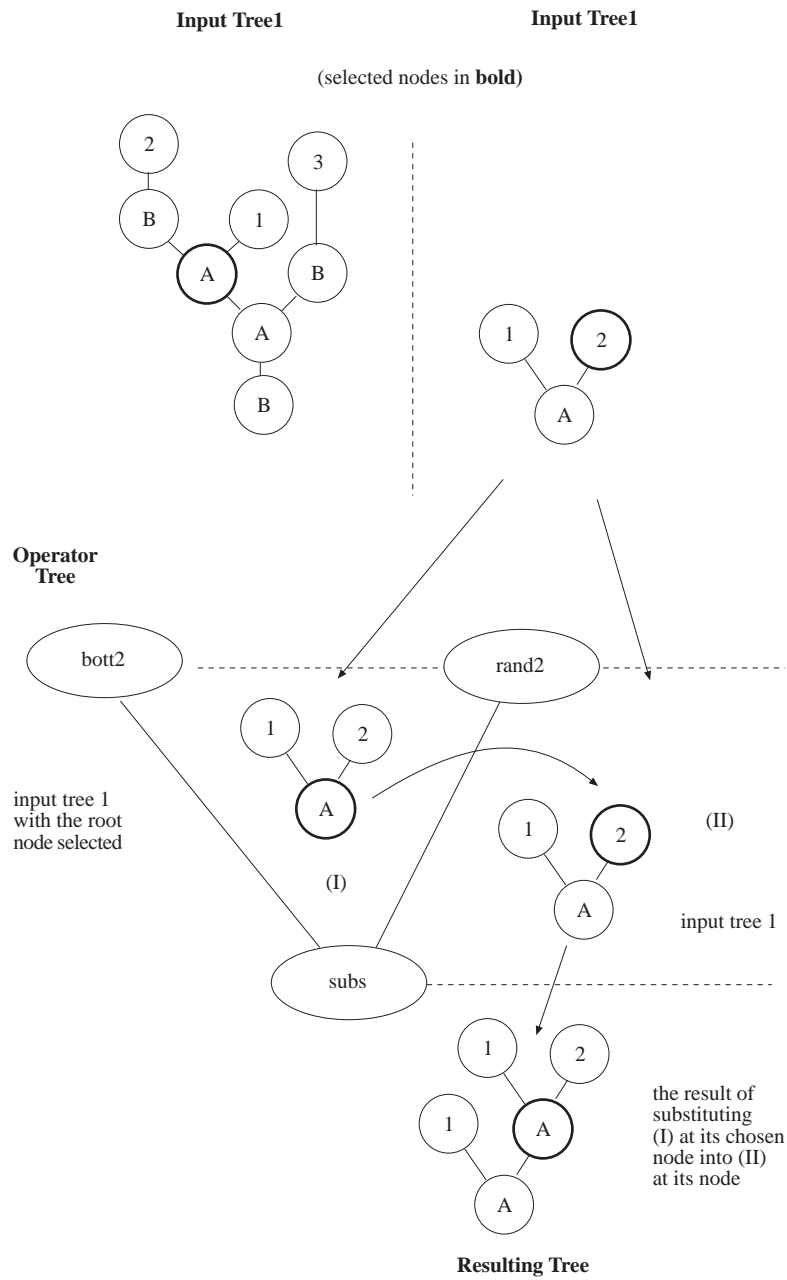 Input Tree1
Input Tree1
(selected nodes in bold)
2
3
B
1
A
B
A
1
2
B
A
Operator
Tree
bott2
rand2
1
2
A
input tree 1
with the root
node selected
1
2
(II)
(I)
A
input tree 1
subs
1
2
the result of
substituting
(I) at its chosen
node into (II)
at its node
1
A
A
Resulting Tree